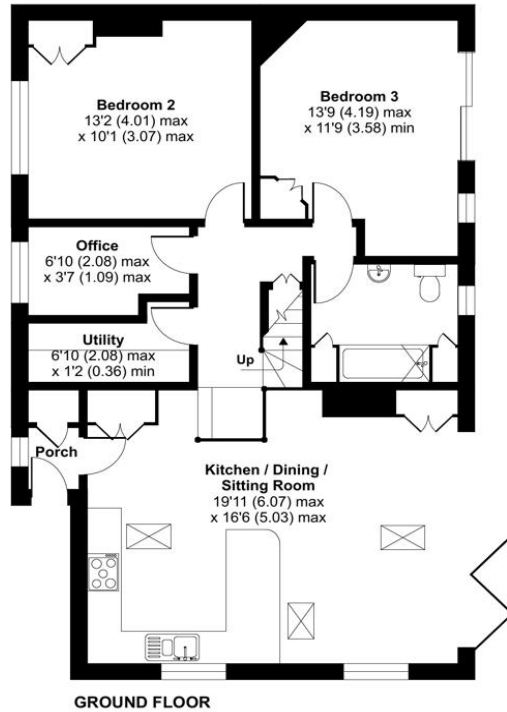 Bedroom 2
13'2 (4.01) max
x 10'1 (3.07) max
Bedroom 3
13'9 (4.19) max
x 11'9 (3.58) min
Office
6'10 (2.08) max
x 3'7 (1.09) max
Utility
6'10 (2.08) max
x 1'2 (0.36) min
Up
Porch
Kitchen / Dining /
Sitting Room
19'11 (6.07) max
x 16'6 (5.03) max
GROUND FLOOR